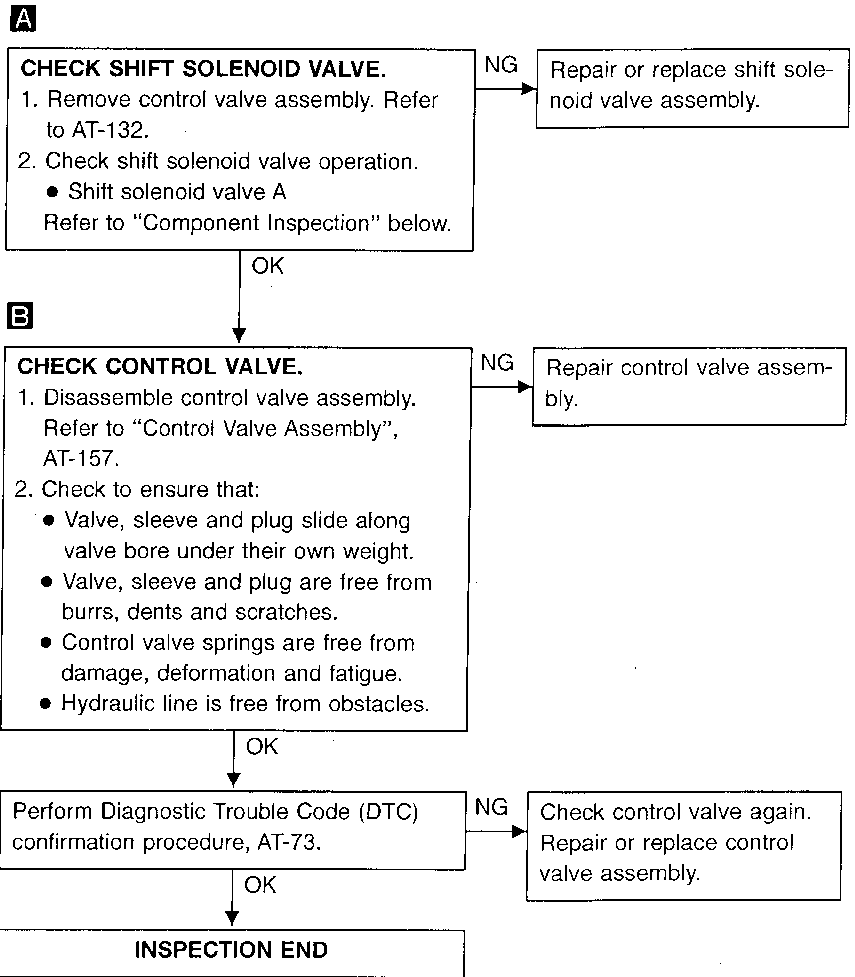 A
CHECK SHIFT SOLENOID VALVE.
1. Remove control valve assembly. Refer
to AT-132.
2. Check shift solenoid valve operation.
● Shift solenoid valve A
Refer to “Component Inspection” below.
NG
Repair or replace shift sole-
noid valve assembly.
OK
B
CHECK CONTROL VALVE.
1. Disassemble control valve assembly.
Refer to “Control Valve Assembly”,
AT-157.
2. Check to ensure that:
● Valve, sleeve and plug slide along
valve bore under their own weight.
● Valve, sleeve and plug are free from
burrs, dents and scratches.
● Control valve springs are free from
damage, deformation and fatigue.
● Hydraulic line is free from obstacles.
NG
Repair control valve assem-
bly.
OK
Perform Diagnostic Trouble Code (DTC)
confirmation procedure, AT-73.
NG
Check control valve again.
Repair or replace control
valve assembly.
OK
INSPECTION END